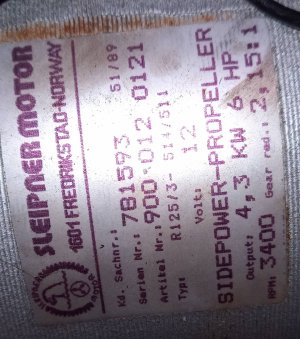 SLEIPNER MOTOR
1601 FREDRIKSTAD-NORWAY
Kd. Sachnr.: 781593 51/89
Serien Nr.: 900.012 0121
Artikel Nr.: R125/3- 514/511
Typ: Volt: 12
SIDEPOWER-PROPELLER
Output: 4,3 KW 6 HP
RPM: 3400 Gear red.: 2,15:1